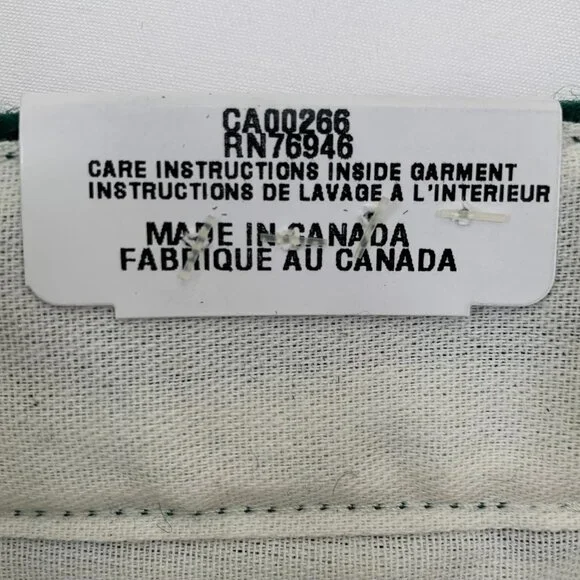 CA00266
RN76946
CARE INSTRUCTIONS INSIDE GARMENT
INSTRUCTIONS DE LAVAGE A L'INTERIEUR
MADE IN CANADA
FABRIQUE AU CANADA